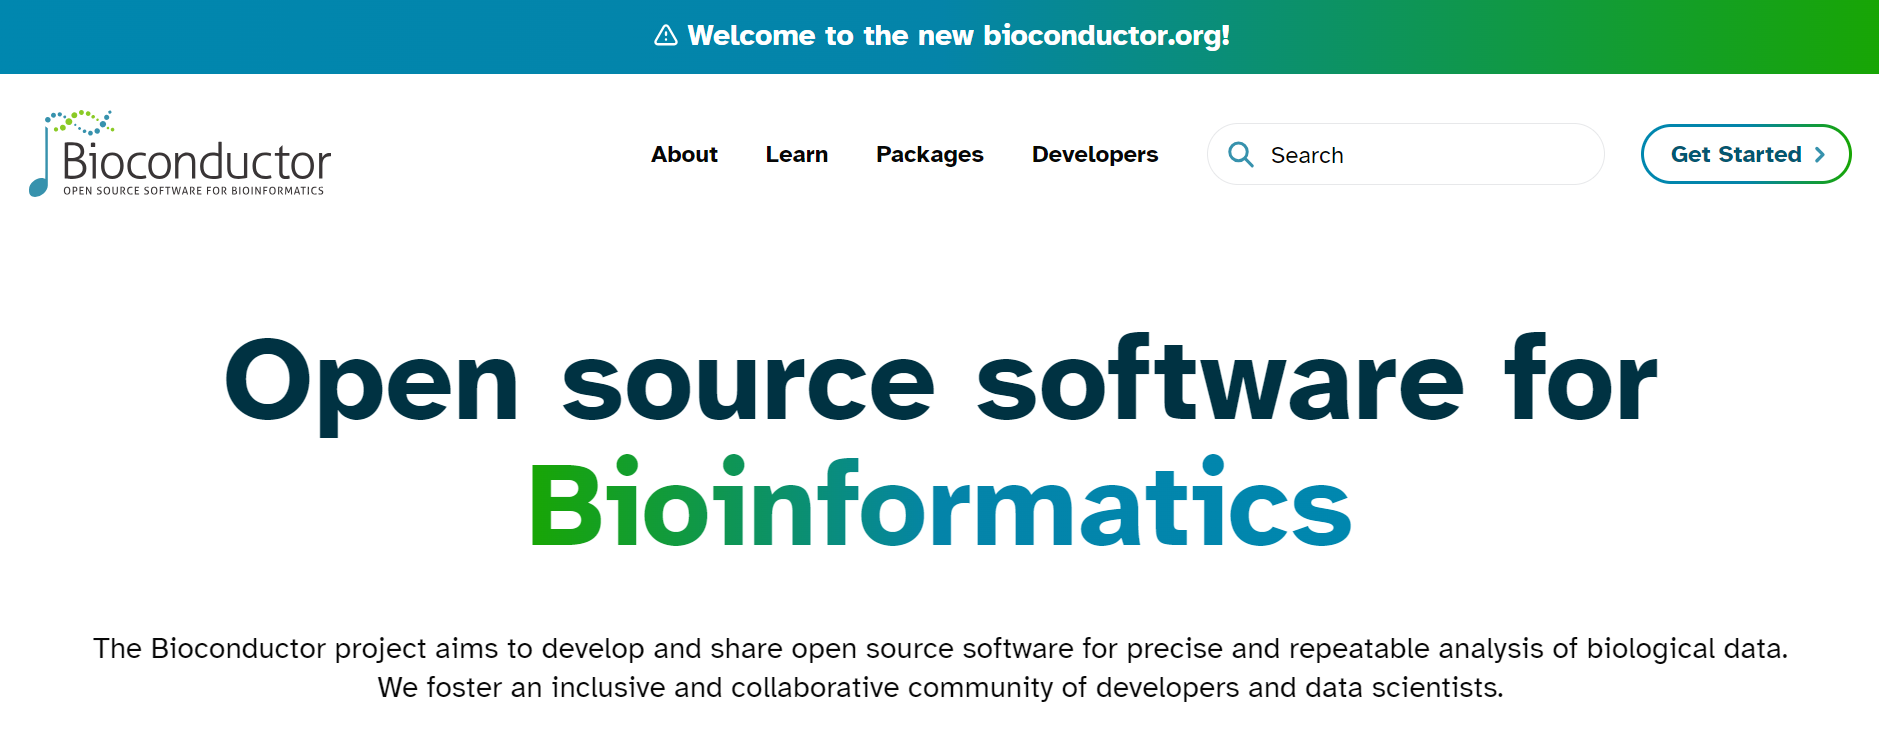 Welcome to the new bioconductor.org!
Bioconductor
OPEN SOURCE SOFTWARE FOR BIOINFORMATICS
About Learn Packages Developers Search Get Started
Open source software for
Bioinformatics
The Bioconductor project aims to develop and share open source software for precise and repeatable analysis of biological data.
We foster an inclusive and collaborative community of developers and data scientists.